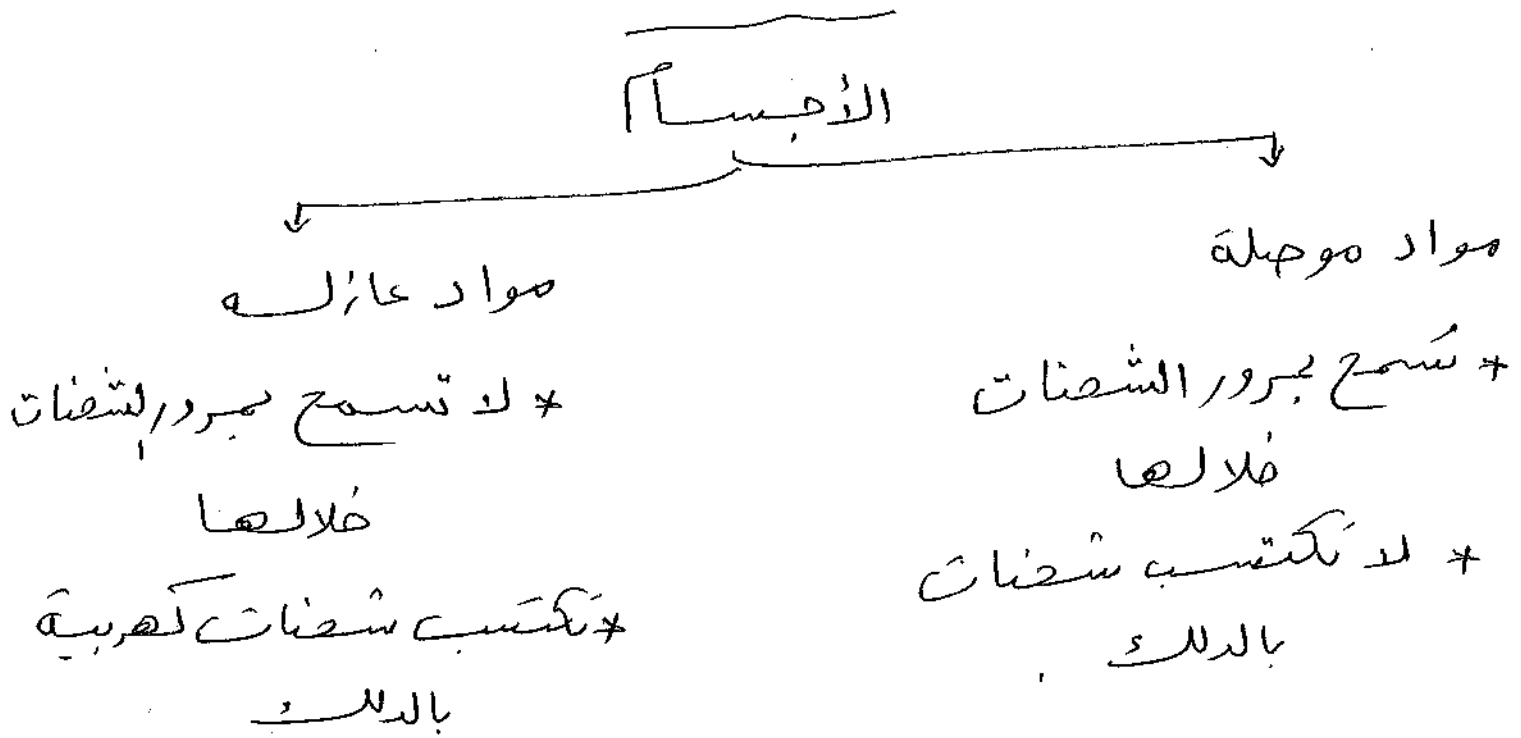 الأجسام
مواد موصلة
* تسمح بمرور الشحنات
خلالها
* لا تكتسب شحنات
بالدلك
مواد عازله
* لا تسمح بمرور الشحنات
خلالها
* تكتسب شحنات كهربية
بالدلك